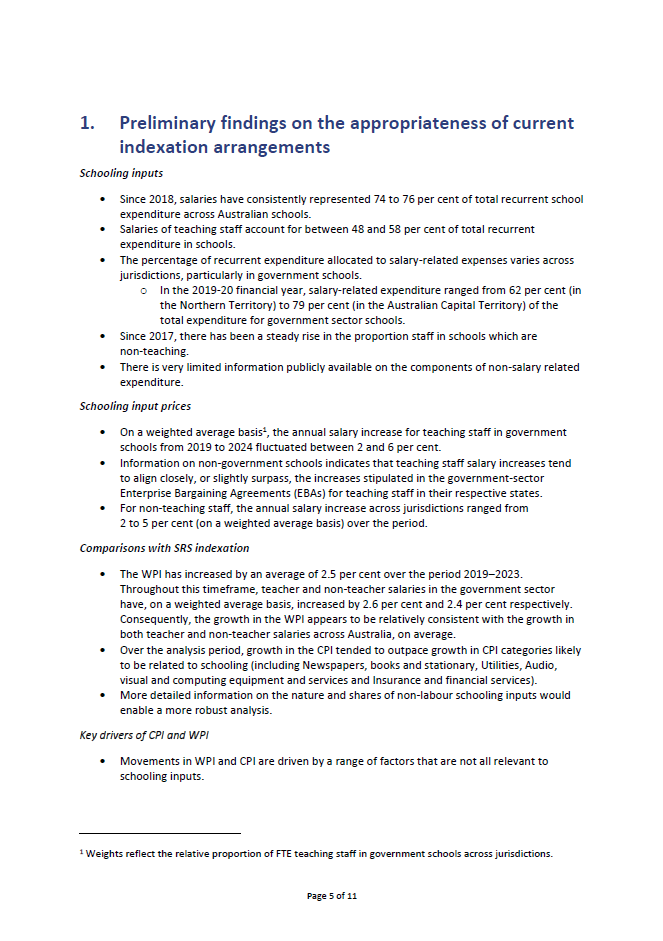 1. Preliminary findings on the appropriateness of current
indexation arrangements
Schooling inputs
• Since 2018, salaries have consistently represented 74 to 76 per cent of total recurrent school
expenditure across Australian schools.
• Salaries of teaching staff account for between 48 and 58 per cent of total recurrent
expenditure in schools.
• The percentage of recurrent expenditure allocated to salary-related expenses varies across
jurisdictions, particularly in government schools.
o In the 2019-20 financial year, salary-related expenditure ranged from 62 per cent (in
the Northern Territory) to 79 per cent (in the Australian Capital Territory) of the
total expenditure for government sector schools.
• Since 2017, there has been a steady rise in the proportion staff in schools which are
non-teaching.
• There is very limited information publicly available on the components of non-salary related
expenditure.
Schooling input prices
• On a weighted average basis¹, the annual salary increase for teaching staff in government
schools from 2019 to 2024 fluctuated between 2 and 6 per cent.
• Information on non-government schools indicates that teaching staff salary increases tend
to align closely, or slightly surpass, the increases stipulated in the government-sector
Enterprise Bargaining Agreements (EBAs) for teaching staff in their respective states.
• For non-teaching staff, the annual salary increase across jurisdictions ranged from
2 to 5 per cent (on a weighted average basis) over the period.
Comparisons with SRS indexation
• The WPI has increased by an average of 2.5 per cent over the period 2019–2023.
Throughout this timeframe, teacher and non-teacher salaries in the government sector
have, on a weighted average basis, increased by 2.6 per cent and 2.4 per cent respectively.
Consequently, the growth in the WPI appears to be relatively consistent with the growth in
both teacher and non-teacher salaries across Australia, on average.
• Over the analysis period, growth in the CPI tended to outpace growth in CPI categories likely
to be related to schooling (including Newspapers, books and stationary, Utilities, Audio,
visual and computing equipment and services and Insurance and financial services).
• More detailed information on the nature and shares of non-labour schooling inputs would
enable a more robust analysis.
Key drivers of CPI and WPI
• Movements in WPI and CPI are driven by a range of factors that are not all relevant to
schooling inputs.
¹ Weights reflect the relative proportion of FTE teaching staff in government schools across jurisdictions.
Page 5 of 11